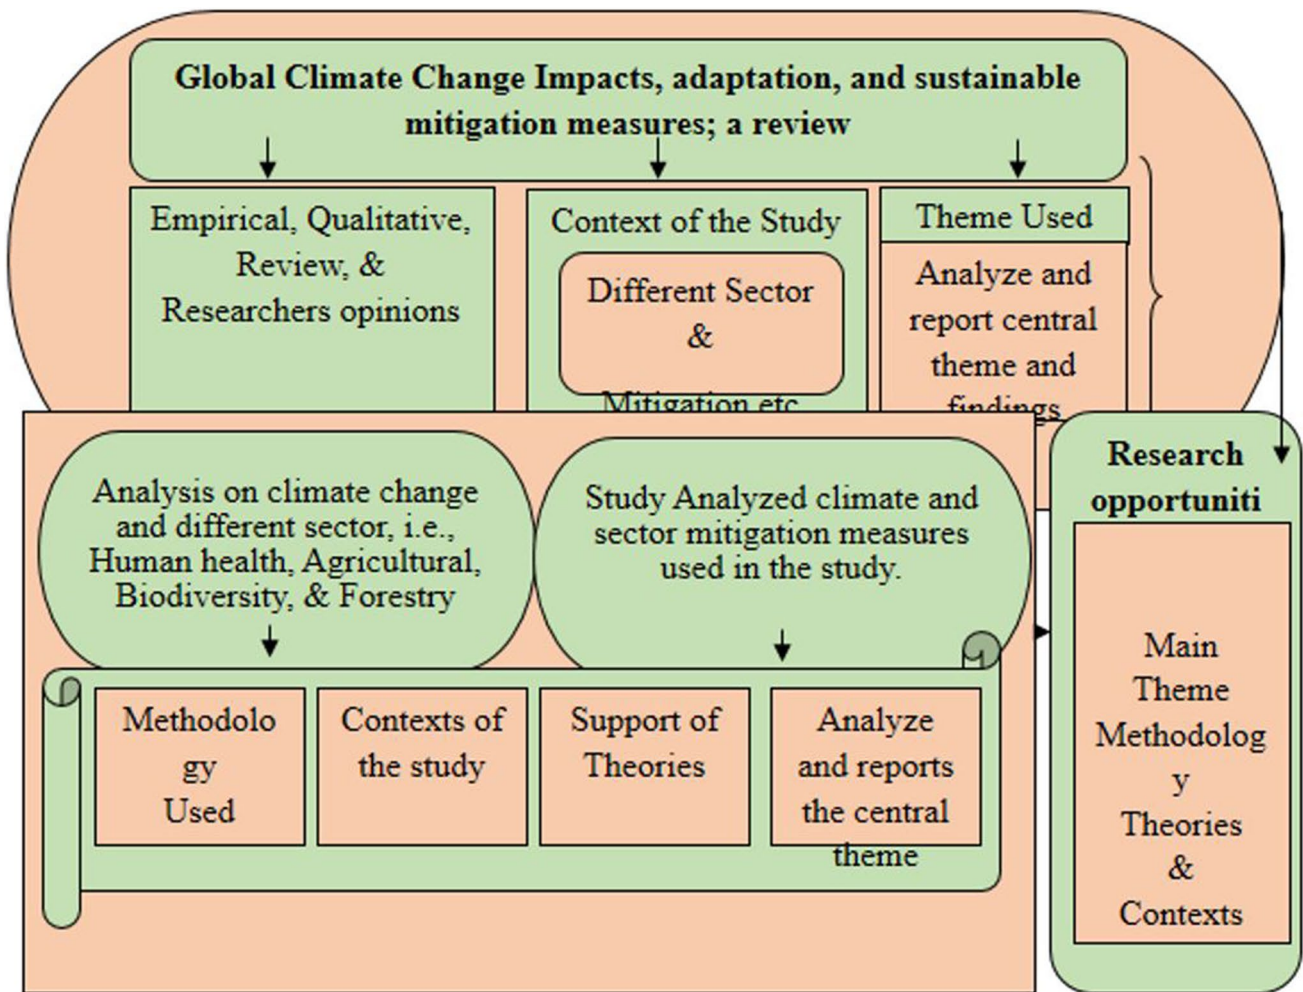 Global Climate Change Impacts, adaptation, and sustainable
mitigation measures; a review
Empirical, Qualitative,
Review, &
Researchers opinions
Context of the Study
Different Sector
&
Mitigation etc
Theme Used
Analyze and
report central
theme and
findings
Analysis on climate change
and different sector, i.e.,
Human health, Agricultural,
Biodiversity, & Forestry
Study Analyzed climate and
sector mitigation measures
used in the study.
Methodolo
gy
Used
Contexts of
the study
Support of
Theories
Analyze
and reports
the central
theme
Research
opportuniti
Main
Theme
Methodolog
y
Theories
&
Contexts